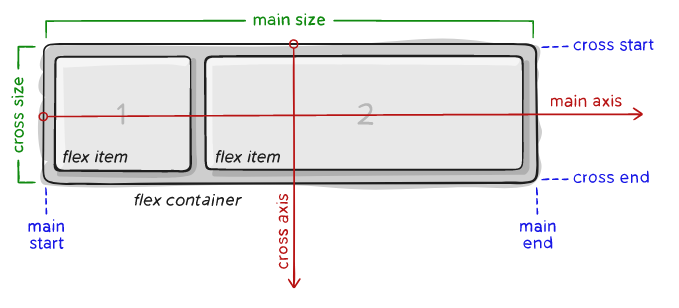 main size
cross start
cross size
main axis
1
2
flex item
flex item
cross end
flex container
cross axis
main
start
main
end